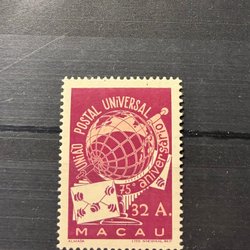 UNIÃO POSTAL UNIVERSAL
75º aniversário
32 A.
MACAU